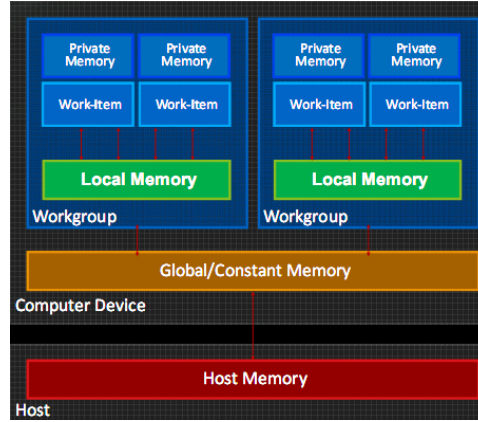 Private Memory
Private Memory
Private Memory
Private Memory
Work-Item
Work-Item
Work-Item
Work-Item
Local Memory
Local Memory
Workgroup
Workgroup
Global/Constant Memory
Computer Device
Host Memory
Host